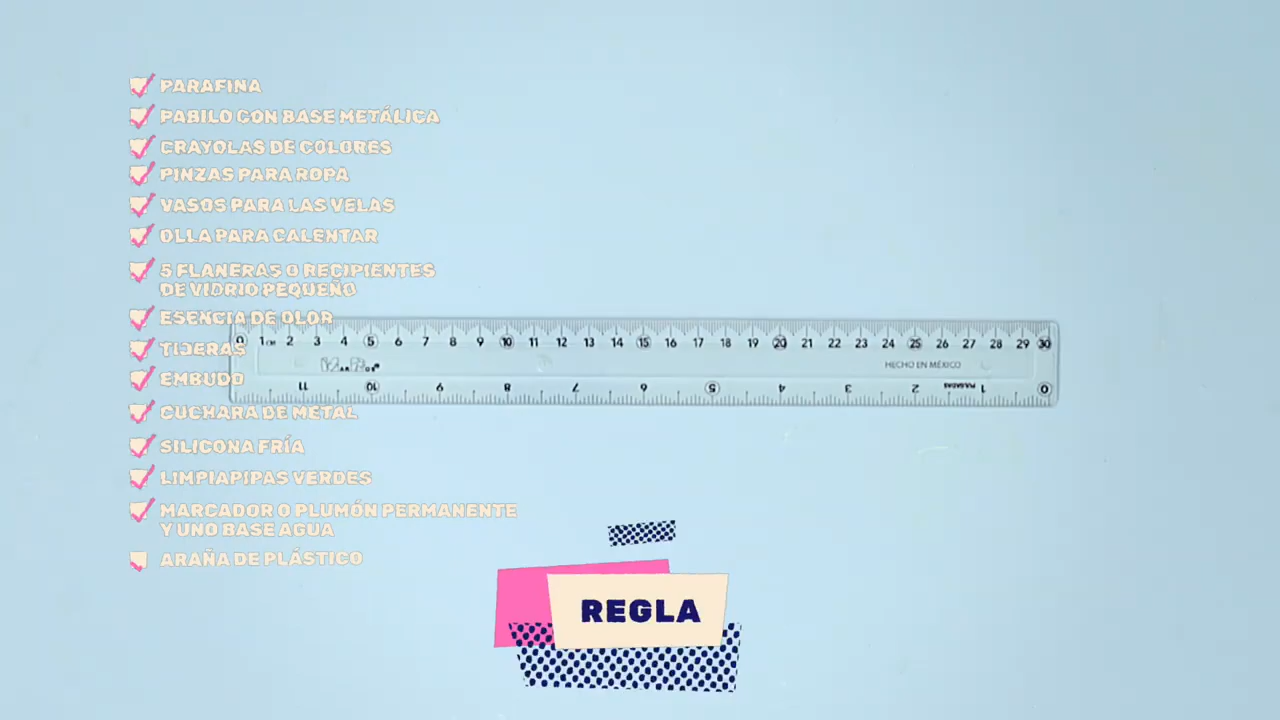 PARAFINA
PABILO CON BASE METÁLICA
CRAYOLAS DE COLORES
PINZAS PARA ROPA
VASOS PARA LAS VELAS
OLLA PARA CALENTAR
5 FLANERAS O RECIPIENTES
DE VIDRIO PEQUEÑO
ESENCIA DE OLOR
0 1 CM 2 3 4 5 6 7 8 9 10 11 12 13 14 15 16 17 18 19 20 21 22 23 24 25 26 27 28 29 30
TIJERAS
HECHO EN MÉXICO
EMBUDO
11 10 9 8 7 6 5 4 3 2 PULGADAS 1 0
CUCHARA DE METAL
SILICONA FRÍA
LIMPIAPIPAS VERDES
MARCADOR O PLUMÓN PERMANENTE
Y UNO BASE AGUA
ARAÑA DE PLÁSTICO
REGLA